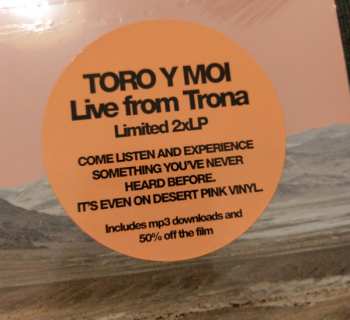 TORO Y MOI
Live from Trona
Limited 2xLP
COME LISTEN AND EXPERIENCE
SOMETHING YOU'VE NEVER
HEARD BEFORE.
IT'S EVEN ON DESERT PINK VINYL.
Includes mp3 downloads and
50% off the film